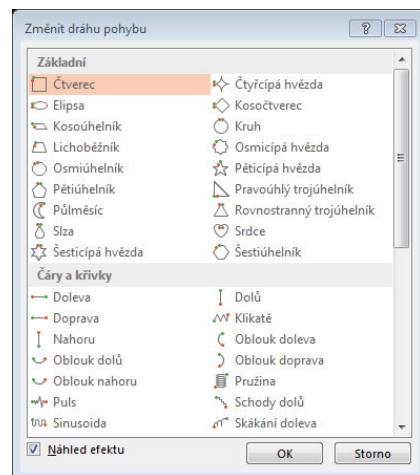 Změnit dráhu pohybu
Základní
Čtverec
Čtyřcípá hvězda
Elipsa
Kosočtverec
Kosoúhelník
Kruh
Lichoběžník
Osmicípá hvězda
Osmiúhelník
Pěticípá hvězda
Pětiúhelník
Pravoúhlý trojúhelník
Půlměsíc
Rovnostranný trojúhelník
Slza
Srdce
Šesticípá hvězda
Šestiúhelník
Čáry a křivky
Doleva
Dolů
Doprava
Klikatě
Nahoru
Oblouk doleva
Oblouk dolů
Oblouk doprava
Oblouk nahoru
Pružina
Puls
Schody dolů
Sinusoida
Skákání doleva
Náhled efektu
OK
Storno